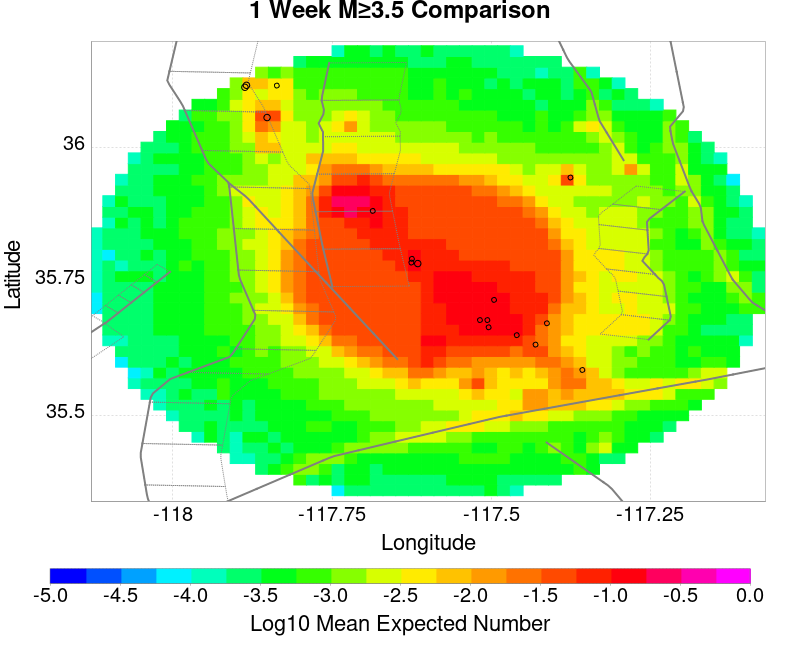 1 Week M≥3.5 Comparison
Latitude
36
35.75
35.5
-118 -117.75 -117.5 -117.25
Longitude
-5.0 -4.5 -4.0 -3.5 -3.0 -2.5 -2.0 -1.5 -1.0 -0.5 0.0
Log10 Mean Expected Number